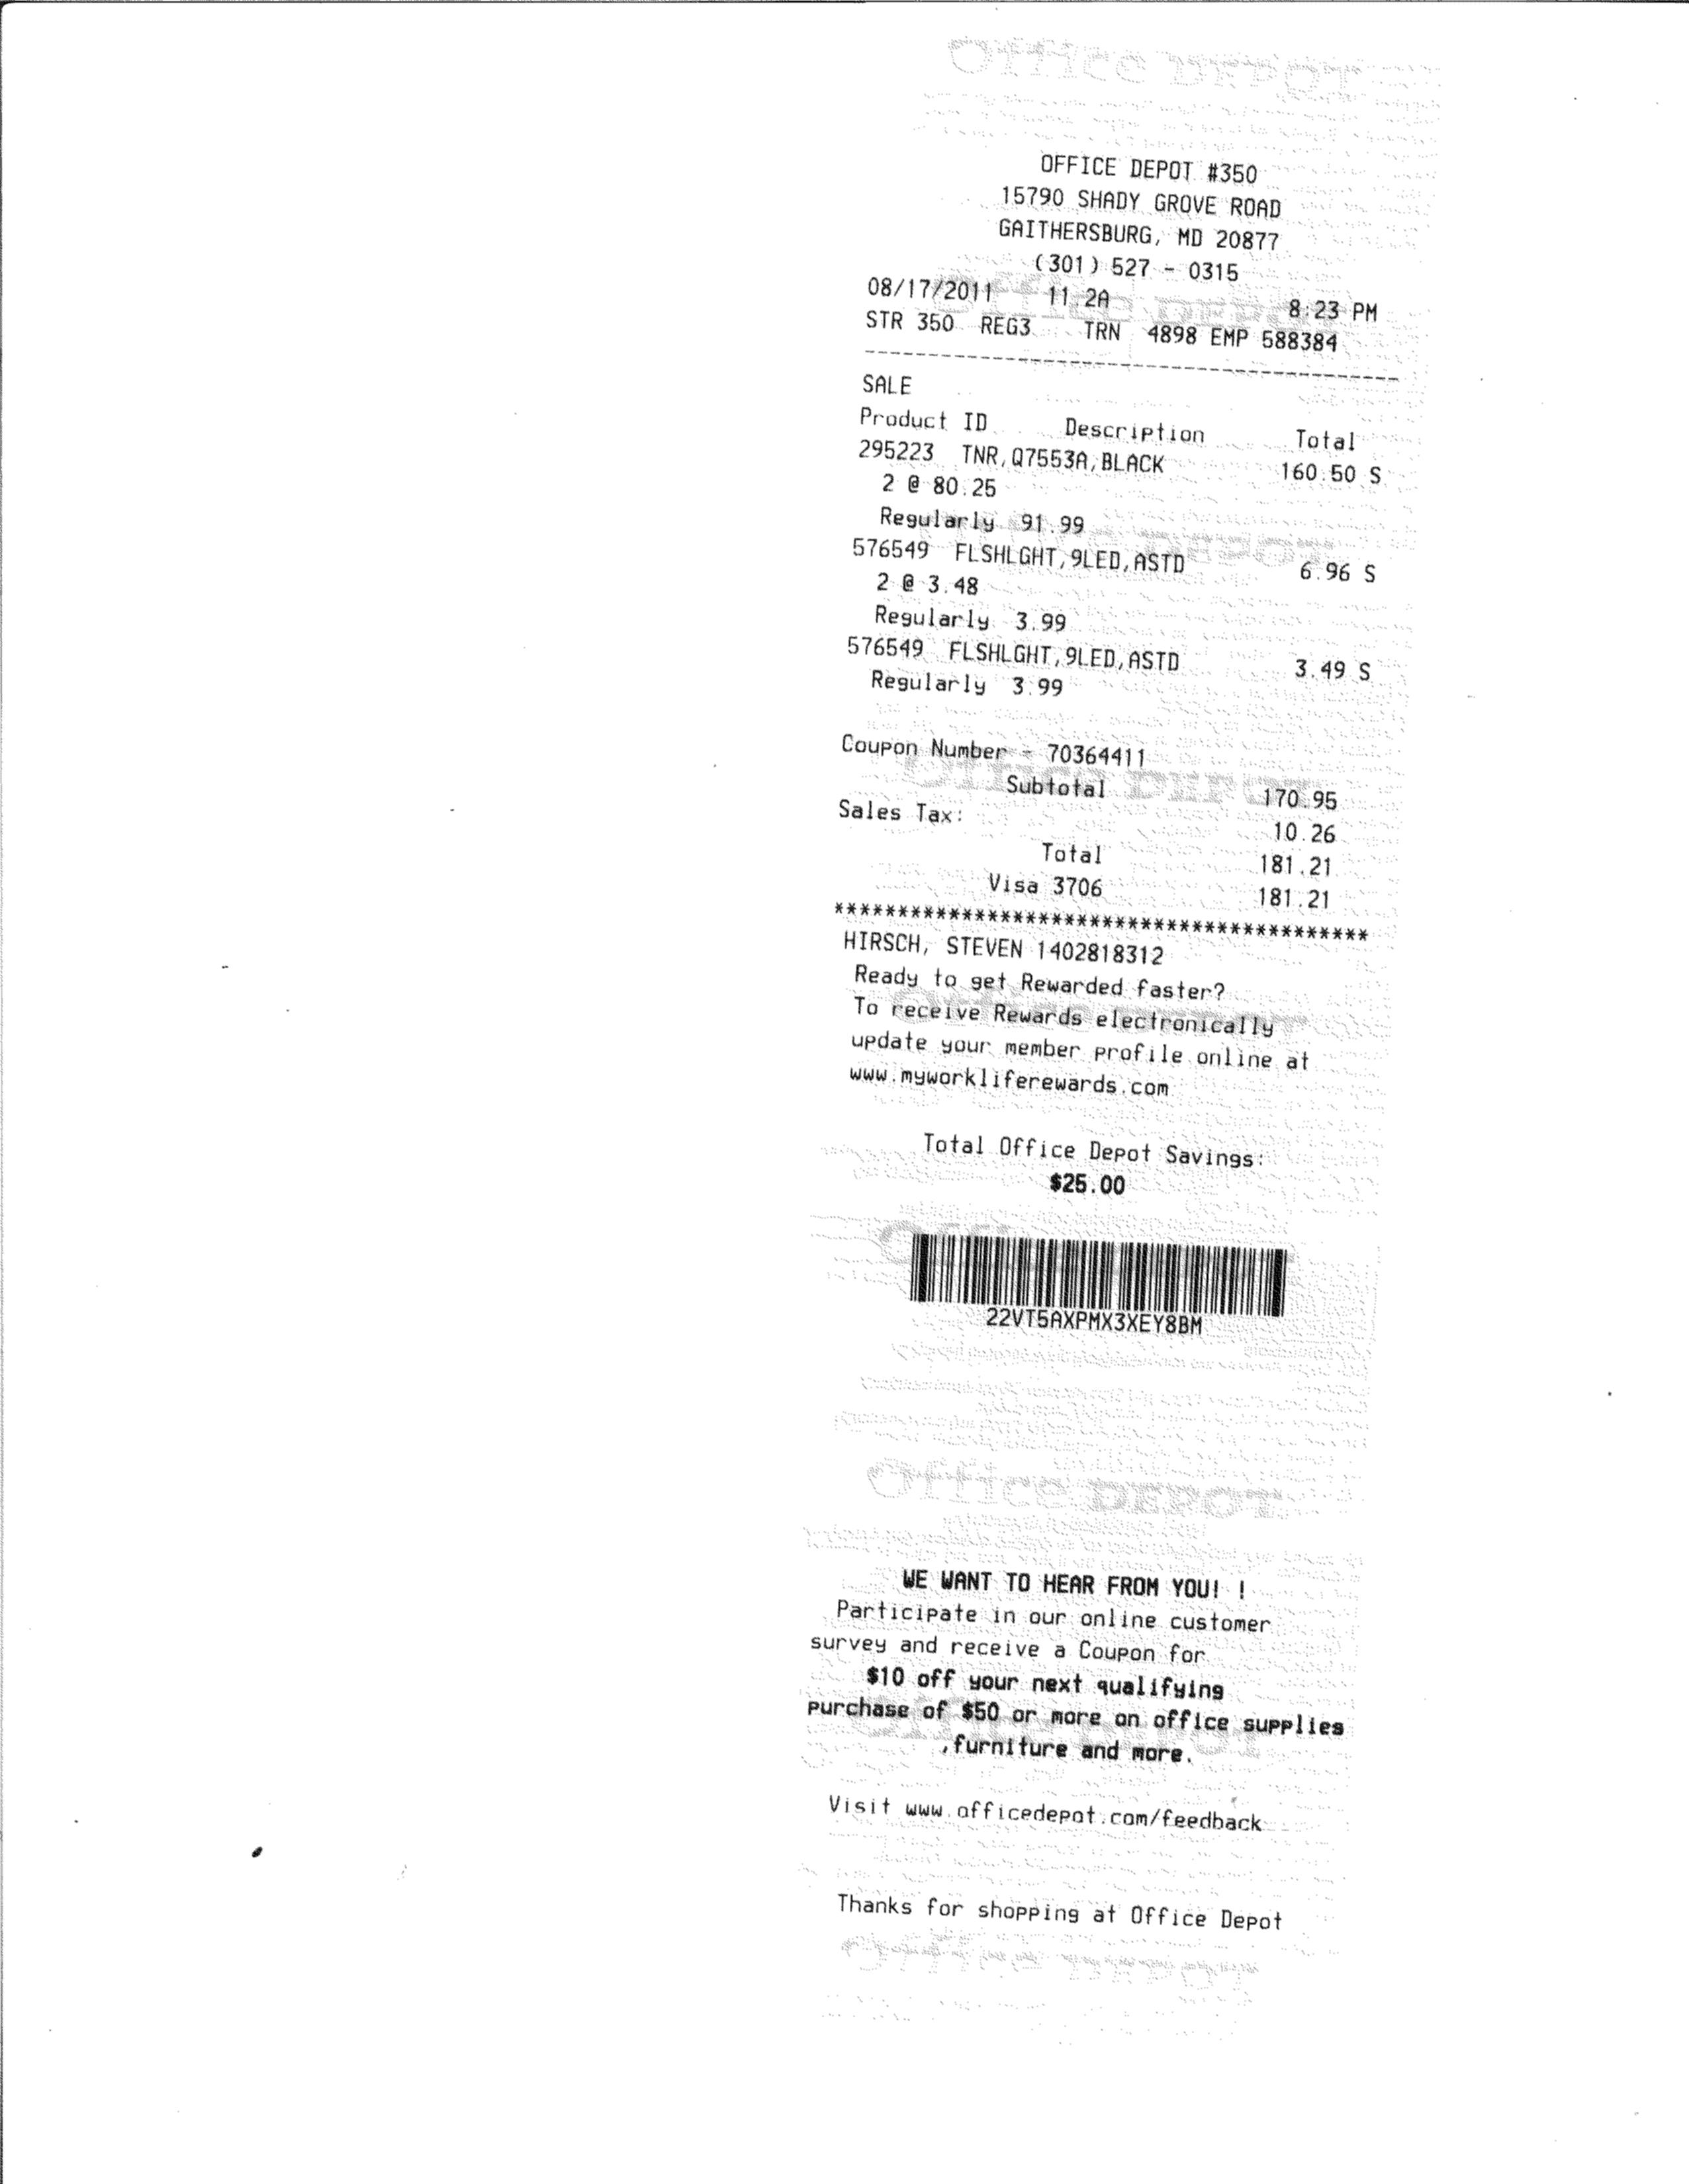 Office DEPOT
OFFICE DEPOT #350
15790 SHADY GROVE ROAD
GAITHERSBURG, MD 20877
(301) 527 - 0315
08/17/2011 11.2A 8:23 PM
STR 350 REG3 TRN 4898 EMP 588384
------------------------------------------
SALE
Product ID Description Total
295223 TNR,Q7553A,BLACK 160.50 S
2 @ 80.25
Regularly 91.99
576549 FLSHLGHT,9LED,ASTD 6.96 S
2 @ 3.48
Regularly 3.99
576549 FLSHLGHT,9LED,ASTD 3.49 S
Regularly 3.99
Coupon Number - 70364411
Subtotal 170.95
Sales Tax: 10.26
Total 181.21
Visa 3706 181.21
******************************************
HIRSCH, STEVEN 1402818312
Ready to get Rewarded faster?
To receive Rewards electronically
update your member profile online at
www.myworkliferewards.com
Total Office Depot Savings:
$25.00
22VT5AXPMX3XEY8BM
Office DEPOT
WE WANT TO HEAR FROM YOU! !
Participate in our online customer
survey and receive a Coupon for
$10 off your next qualifying
purchase of $50 or more on office supplies
,furniture and more.
Visit www.officedepot.com/feedback
Thanks for shopping at Office Depot